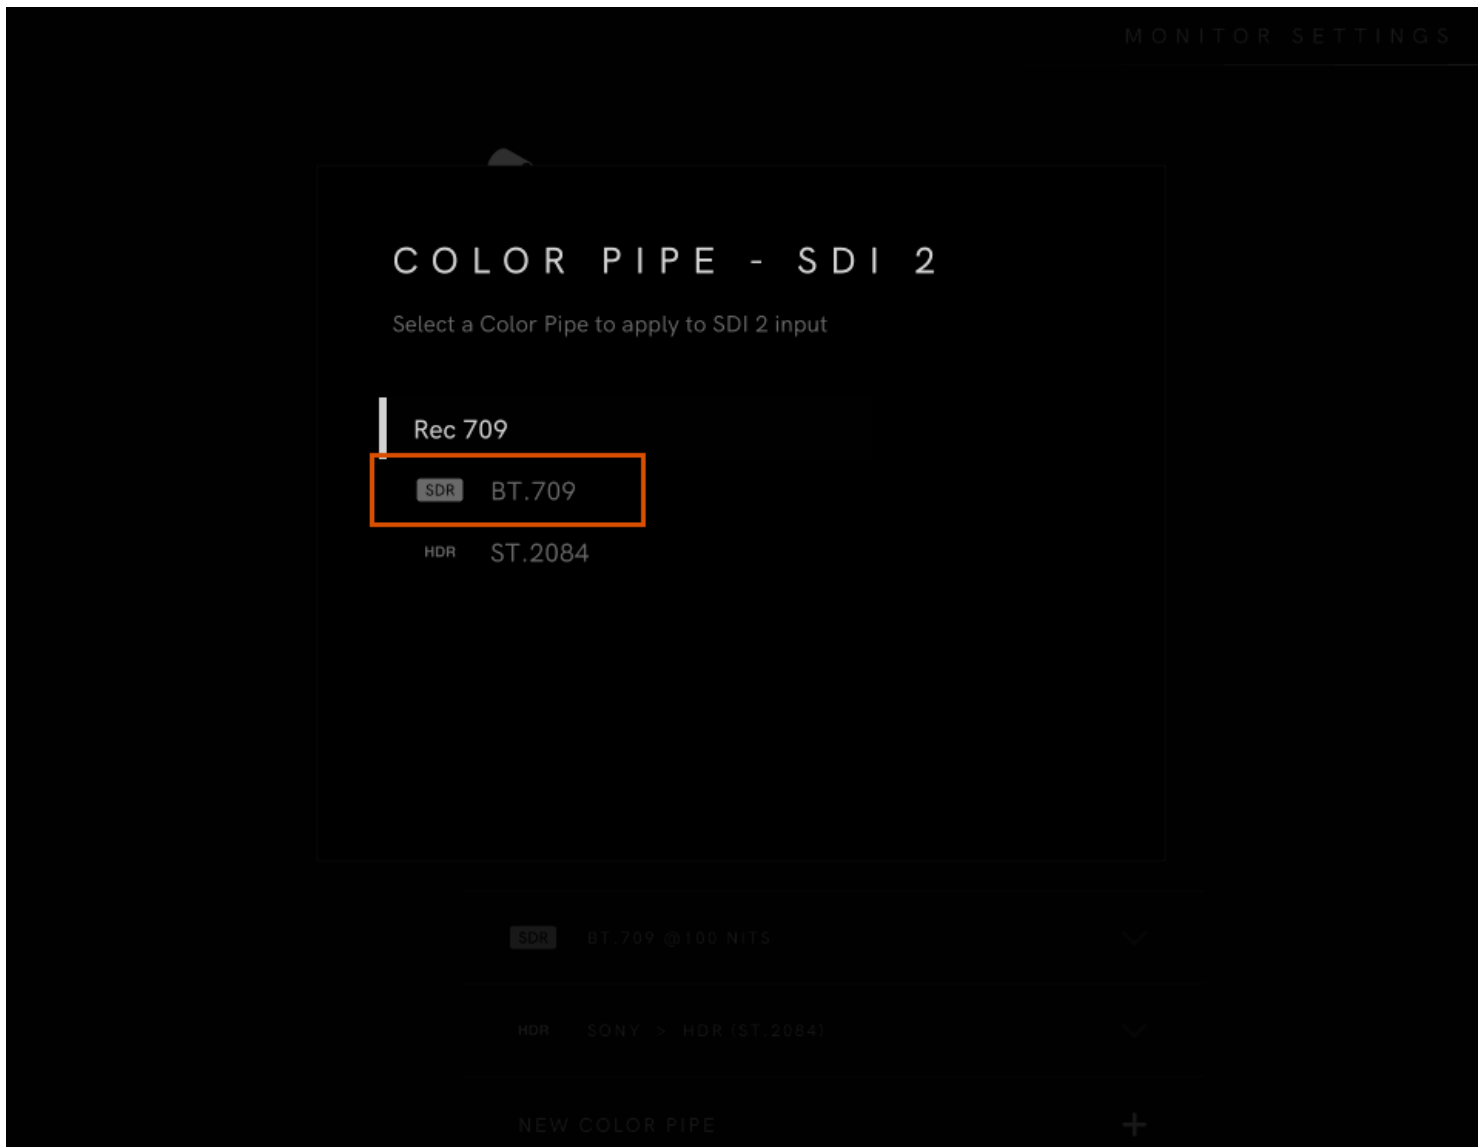 MONITOR SETTINGS
COLOR PIPE - SDI 2
Select a Color Pipe to apply to SDI 2 input
Rec 709
SDR BT.709
HDR ST.2084
SDR BT.709 @100 NITS
HDR SONY > HDR (ST.2084)
NEW COLOR PIPE +